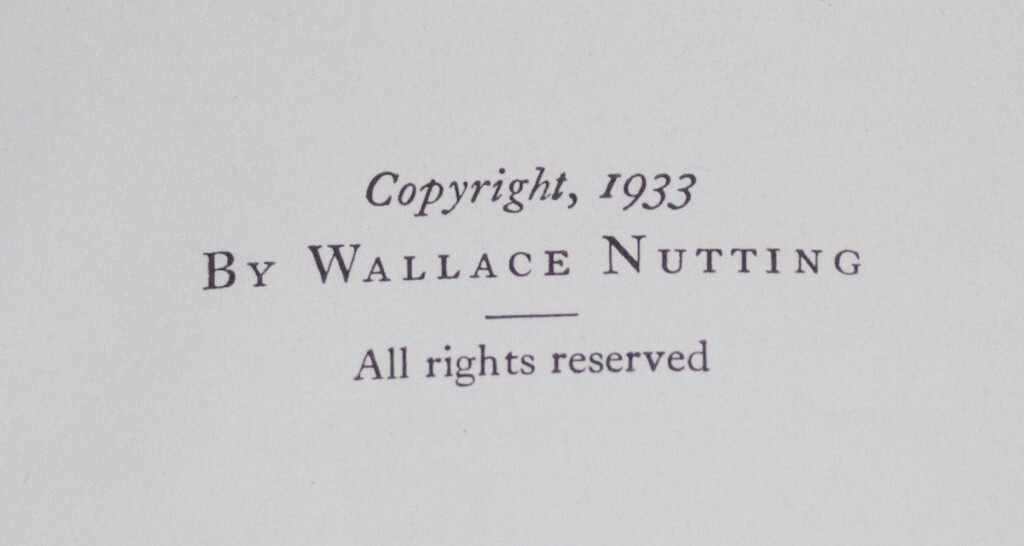 Copyright, 1933
By Wallace Nutting
All rights reserved